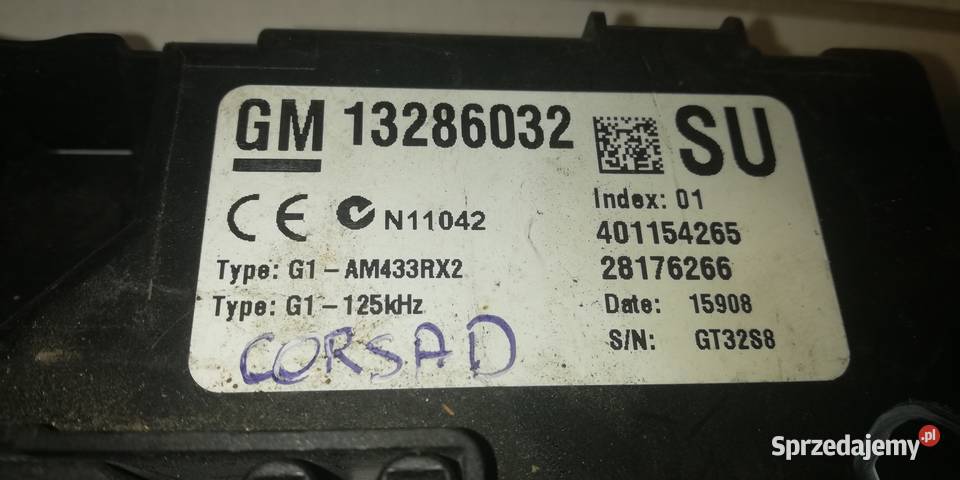 GM 13286032 SU
CE N11042
Index: 01
401154265
Type: G1-AM433RX2
28176266
Type: G1-125kHz
Date: 15908
S/N: GT32S8
CORSA D
Sprzedajemy.pl